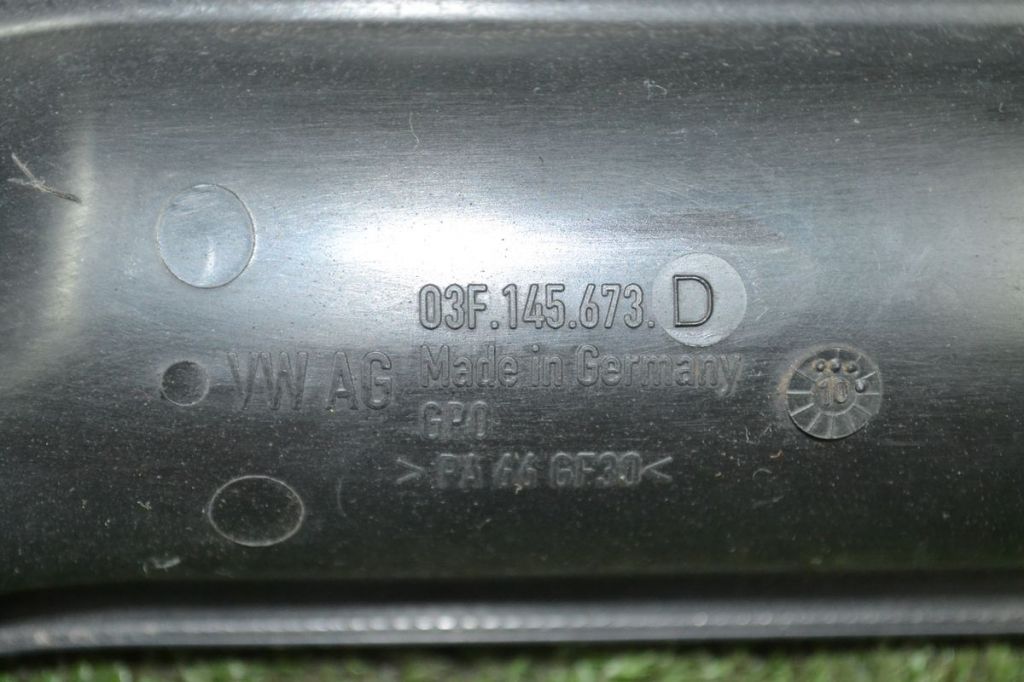 03F.145.673.D
VW AG Made in Germany
GPO
>PA 66 GF30<
10